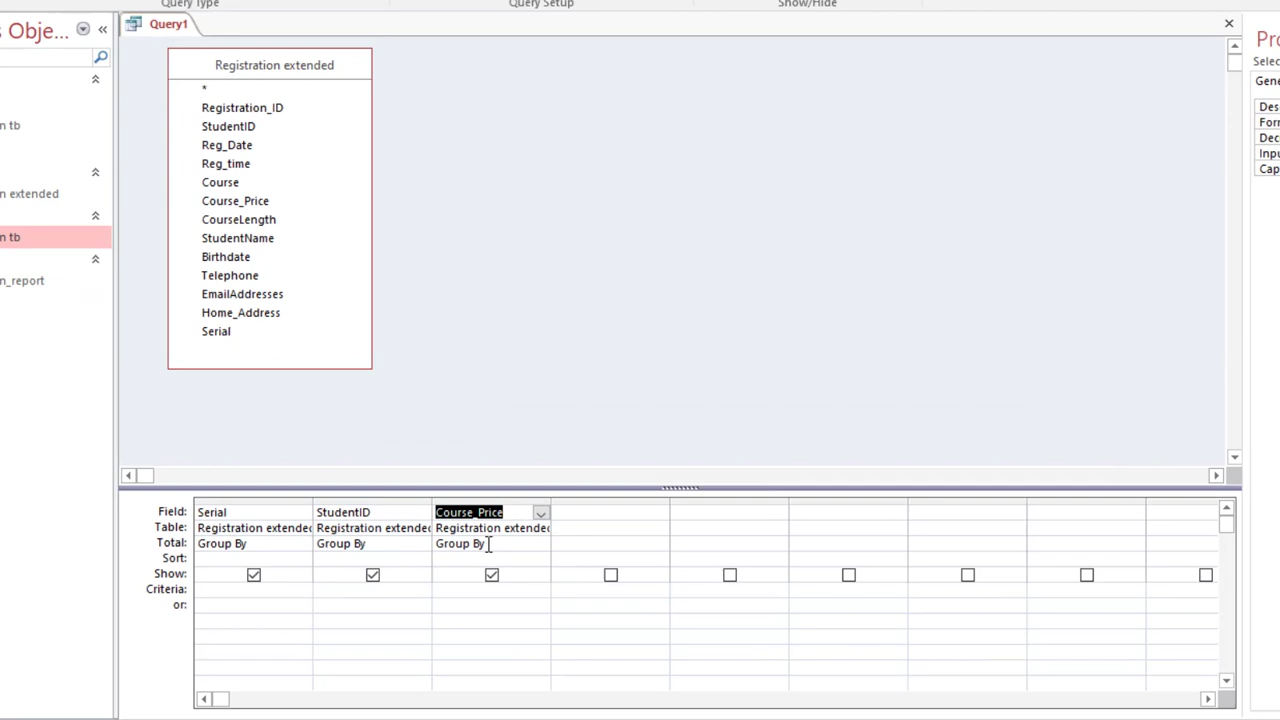 Query Type Query Setup Show/Hide
s Obje... « Query1
Pro
Selec
Gene
Registration extended
*
Registration_ID
StudentID
Reg_Date
Reg_time
Course
Course_Price
CourseLength
StudentName
Birthdate
Telephone
EmailAddresses
Home_Address
Serial
n tb
n extended
n tb
n_report
Des
Form
Dec
Inpu
Cap
Field: Serial StudentID Course_Price
Table: Registration extended Registration extended Registration extended
Total: Group By Group By Group By
Sort:
Show:
Criteria:
or: